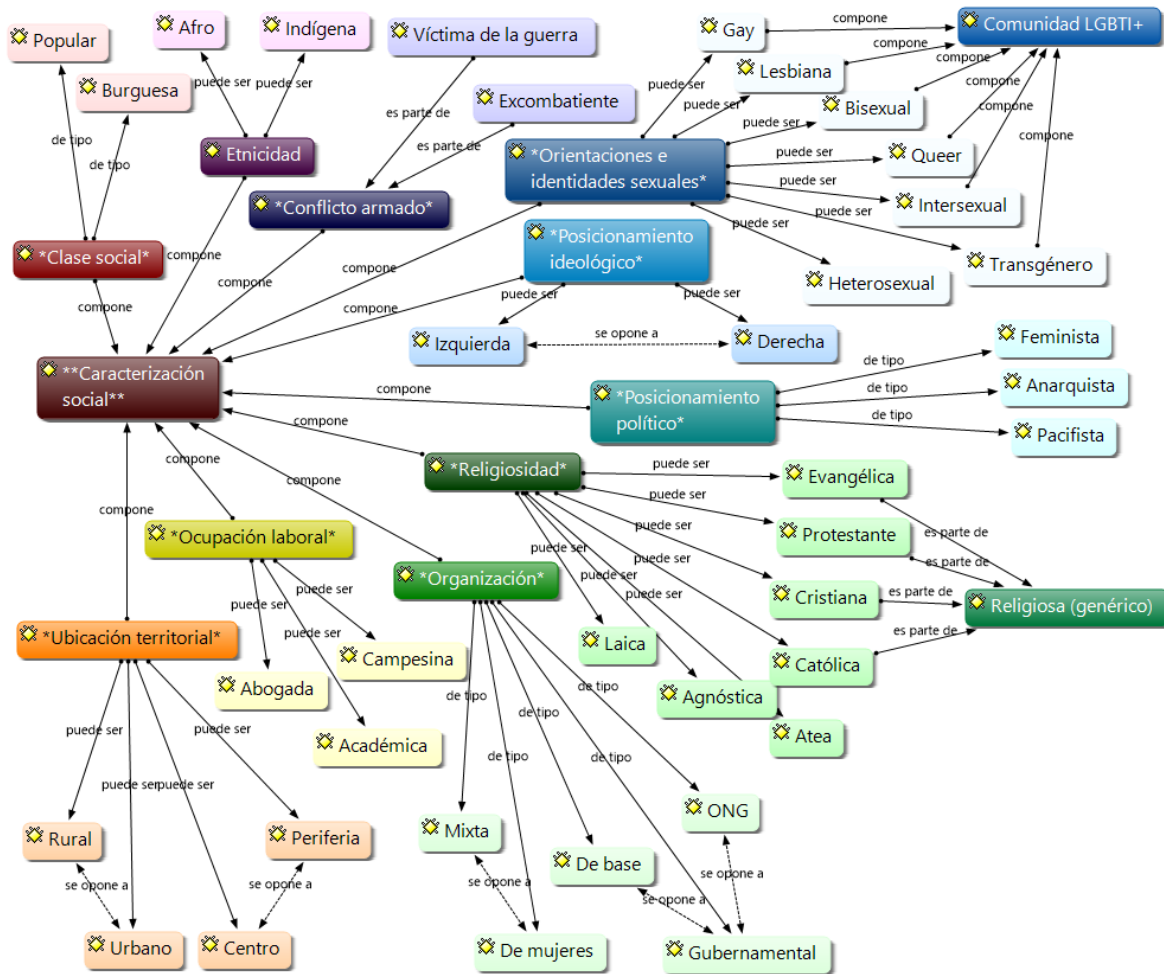 Popular
Afro
Indígena
Víctima de la guerra
Gay
compone
Comunidad LGBTI+
puede ser
puede ser
Burguesa
es parte de
Excombatiente
puede ser
Lesbiana
compone
compone
de tipo
de tipo
Etnicidad
es parte de
puede ser
Bisexual
compone
compone
puede ser
*Orientaciones e
identidades sexuales*
puede ser
Queer
*Conflicto armado*
puede ser
Intersexual
puede ser
puede ser
Transgénero
*Clase social*
compone
compone
compone
*Posicionamiento
ideológico*
Heterosexual
compone
compone
puede ser
puede ser
Izquierda
se opone a
Derecha
**Caracterización
social**
compone
*Posicionamiento
político*
de tipo
Feminista
de tipo
Anarquista
de tipo
Pacifista
compone
*Religiosidad*
puede ser
Evangélica
compone
compone
compone
puede ser
Protestante
es parte de
es parte de
*Ocupación laboral*
*Organización*
puede ser
puede ser
puede ser
puede ser
puede ser
Cristiana
es parte de
Religiosa (genérico)
*Ubicación territorial*
puede ser
puede ser
puede ser
Campesina
Abogada
Académica
Laica
Católica
es parte de
Agnóstica
Atea
puede ser
puede ser
puede ser
puede ser
de tipo
de tipo
de tipo
de tipo
Rural
Periferia
Mixta
ONG
De base
se opone a
se opone a
se opone a
se opone a
se opone a
Urbano
Centro
De mujeres
Gubernamental